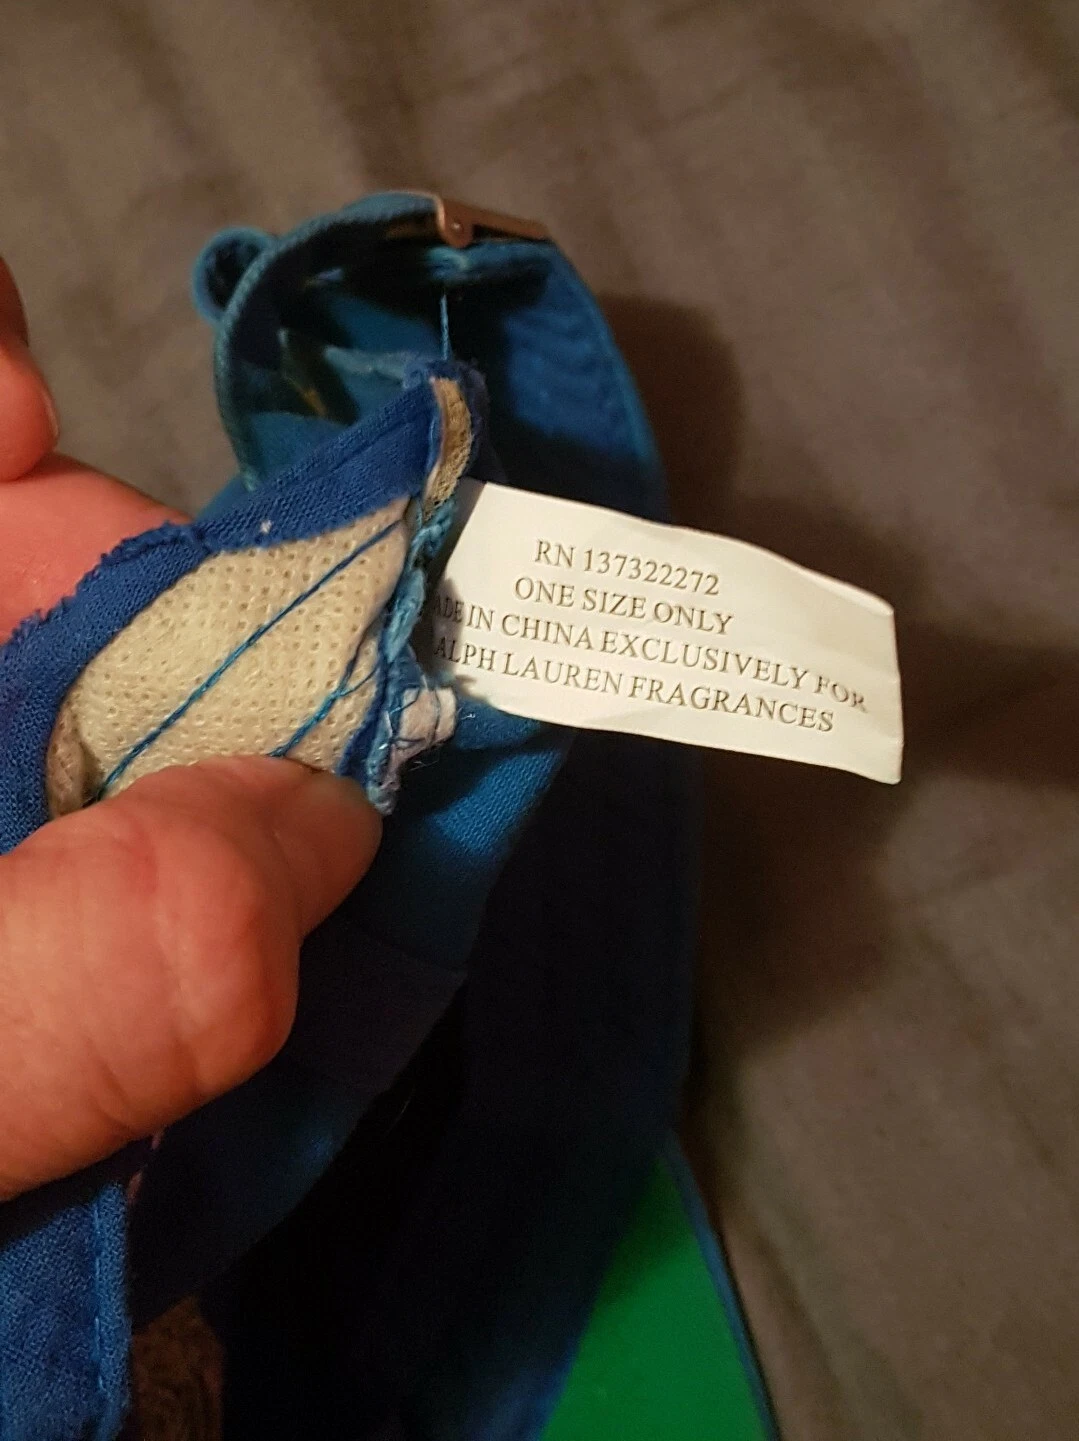 RN 137322272
ONE SIZE ONLY
ADE IN CHINA EXCLUSIVELY FOR
ALPH LAUREN FRAGRANCES